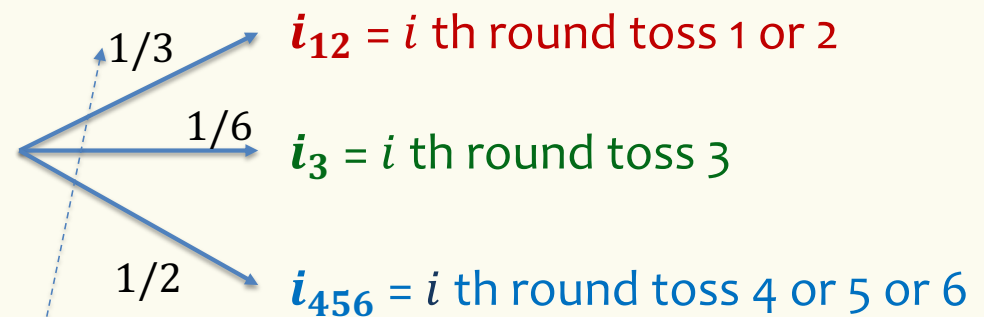 1/3
i₁₂ = i th round toss 1 or 2
1/6
i₃ = i th round toss 3
1/2
i₄₅₆ = i th round toss 4 or 5 or 6